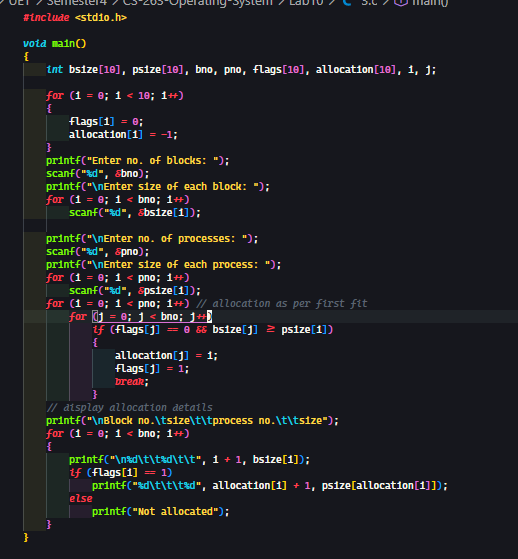 UET > Semester4 > CS-263-Operating-System > Lab10 > C 3.c > main()
#include <stdio.h>
void main()
{
    int bsize[10], psize[10], bno, pno, flags[10], allocation[10], i, j;
    for (i = 0; i < 10; i++)
    {
        flags[i] = 0;
        allocation[i] = -1;
    }
    printf("Enter no. of blocks: ");
    scanf("%d", &bno);
    printf("\nEnter size of each block: ");
    for (i = 0; i < bno; i++)
        scanf("%d", &bsize[i]);
    printf("\nEnter no. of processes: ");
    scanf("%d", &pno);
    printf("\nEnter size of each process: ");
    for (i = 0; i < pno; i++)
        scanf("%d", &psize[i]);
    for (i = 0; i < pno; i++) // allocation as per first fit
        for (j = 0; j < bno; j++)
            if (flags[j] == 0 && bsize[j] ≥ psize[i])
            {
                allocation[j] = i;
                flags[j] = 1;
                break;
            }
    // display allocation details
    printf("\nBlock no.\tsize\t\tprocess no.\t\tsize");
    for (i = 0; i < bno; i++)
    {
        printf("\n%d\t\t%d\t\t", i + 1, bsize[i]);
        if (flags[i] == 1)
            printf("%d\t\t\t%d", allocation[i] + 1, psize[allocation[i]]);
        else
            printf("Not allocated");
    }
}